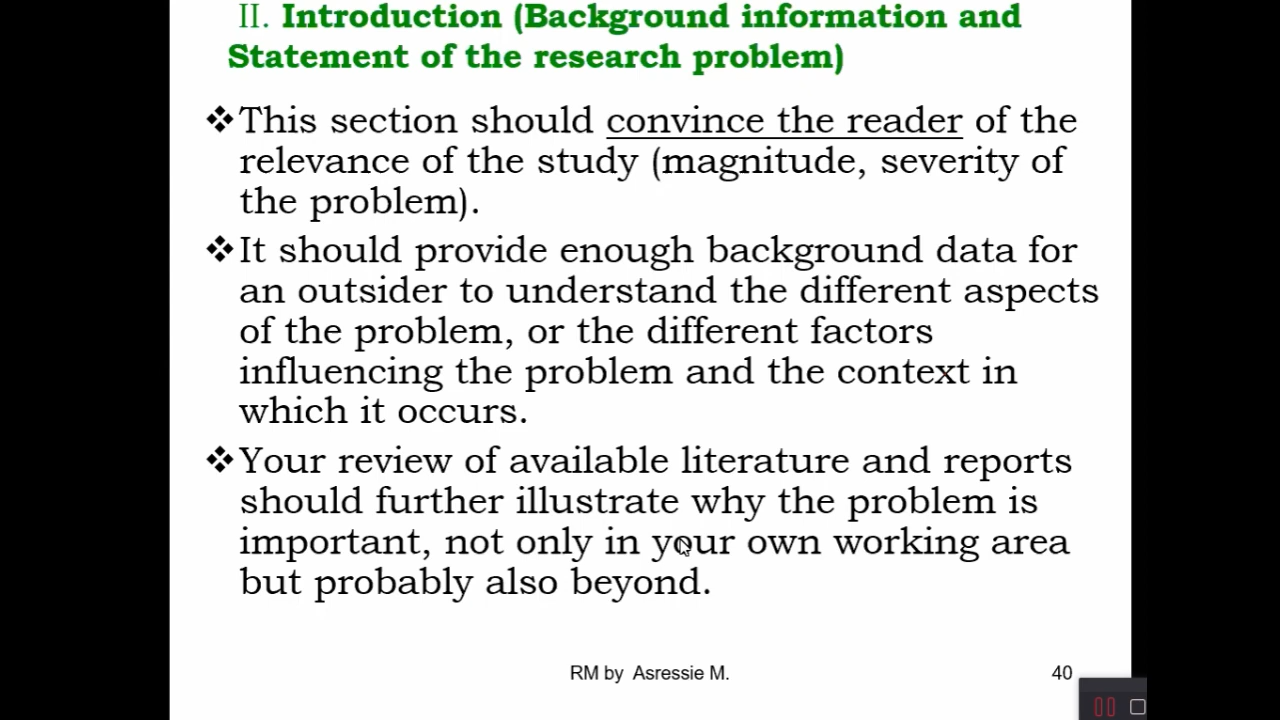 II. Introduction (Background information and
Statement of the research problem)
❖This section should convince the reader of the
relevance of the study (magnitude, severity of
the problem).
❖It should provide enough background data for
an outsider to understand the different aspects
of the problem, or the different factors
influencing the problem and the context in
which it occurs.
❖Your review of available literature and reports
should further illustrate why the problem is
important, not only in your own working area
but probably also beyond.
RM by Asressie M.
40